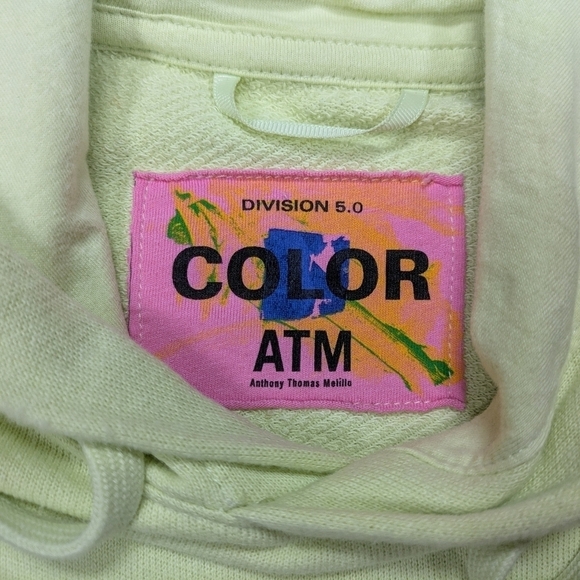 DIVISION 5.0
COLOR
ATM
Anthony Thomas Melillo